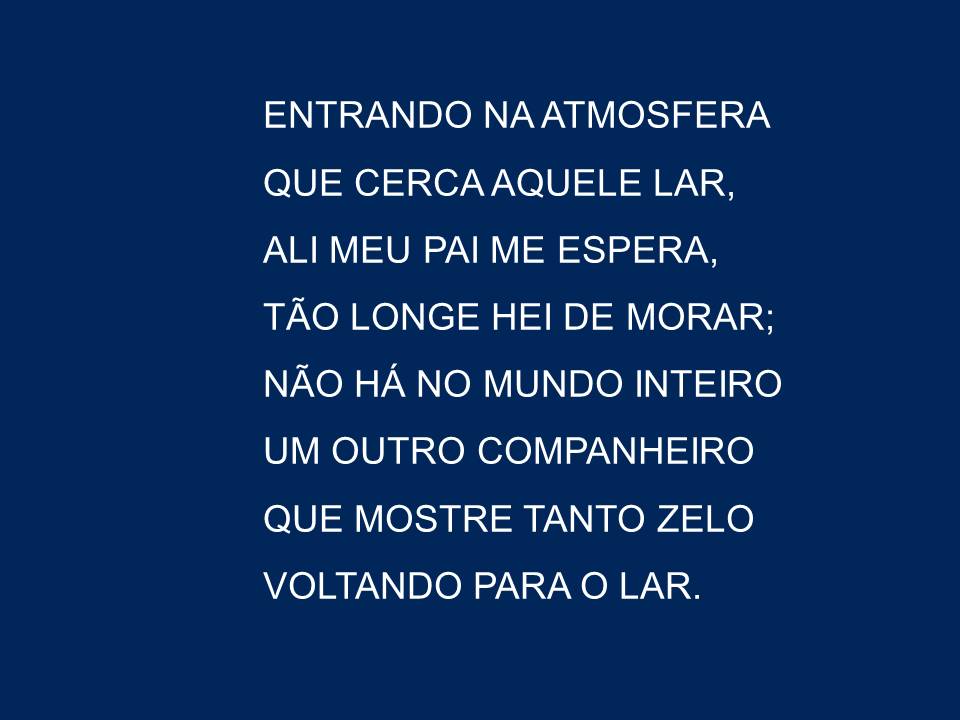 ENTRANDO NA ATMOSFERA
QUE CERCA AQUELE LAR,
ALI MEU PAI ME ESPERA,
TÃO LONGE HEI DE MORAR;
NÃO HÁ NO MUNDO INTEIRO
UM OUTRO COMPANHEIRO
QUE MOSTRE TANTO ZELO
VOLTANDO PARA O LAR.